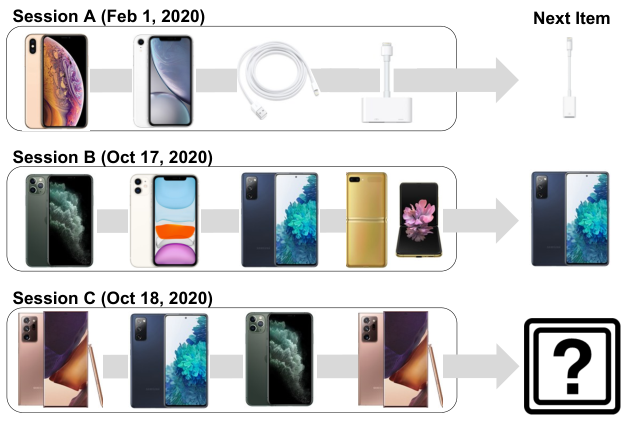 Session A (Feb 1, 2020)
Next Item
Session B (Oct 17, 2020)
Session C (Oct 18, 2020)
?